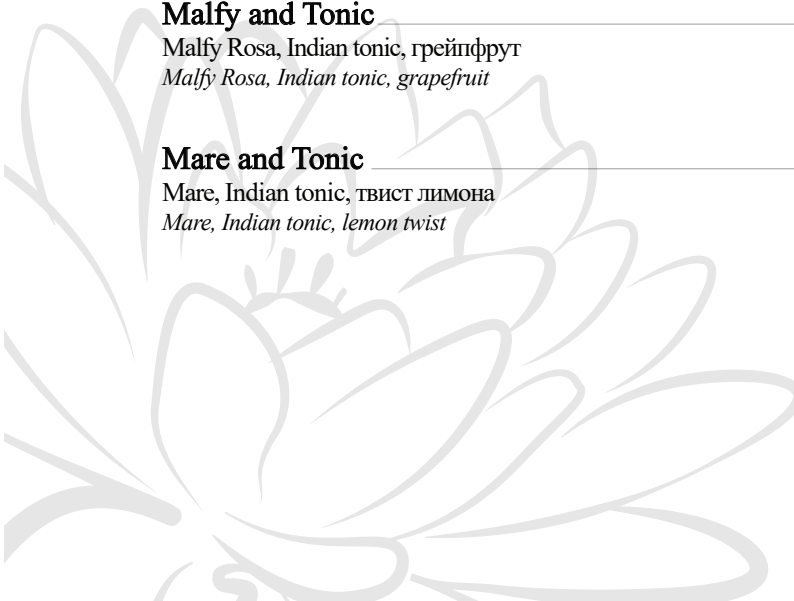 Malfy and Tonic
Malfy Rosa, Indian tonic, грейпфрут
Malfy Rosa, Indian tonic, grapefruit
Mare and Tonic
Mare, Indian tonic, твист лимона
Mare, Indian tonic, lemon twist